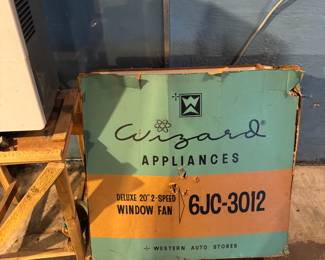 W
Wizard®
APPLIANCES
DELUXE 20" 2-SPEED
WINDOW FAN
6JC-3012
WESTERN AUTO STORES